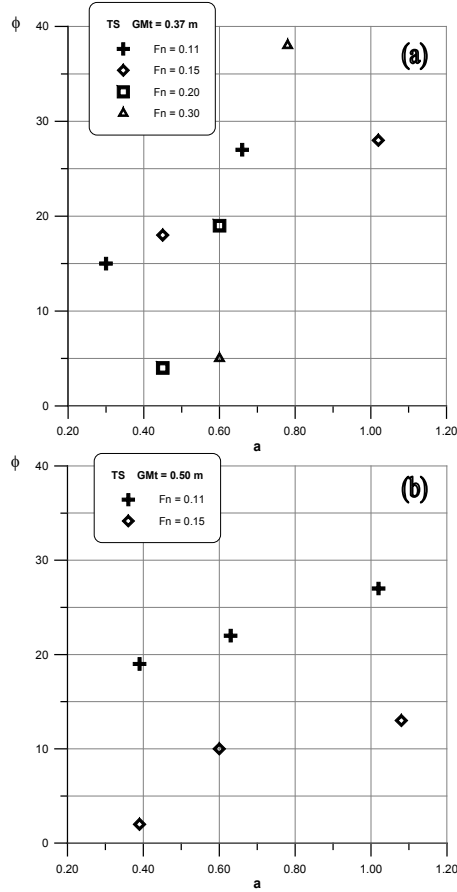 ϕ
40
30
20
10
0
TS GMt = 0.37 m
Fn = 0.11
Fn = 0.15
Fn = 0.20
Fn = 0.30
(a)
0.20 0.40 0.60 0.80 1.00 1.20
a
ϕ
40
30
20
10
0
TS GMt = 0.50 m
Fn = 0.11
Fn = 0.15
(b)
0.20 0.40 0.60 0.80 1.00 1.20
a